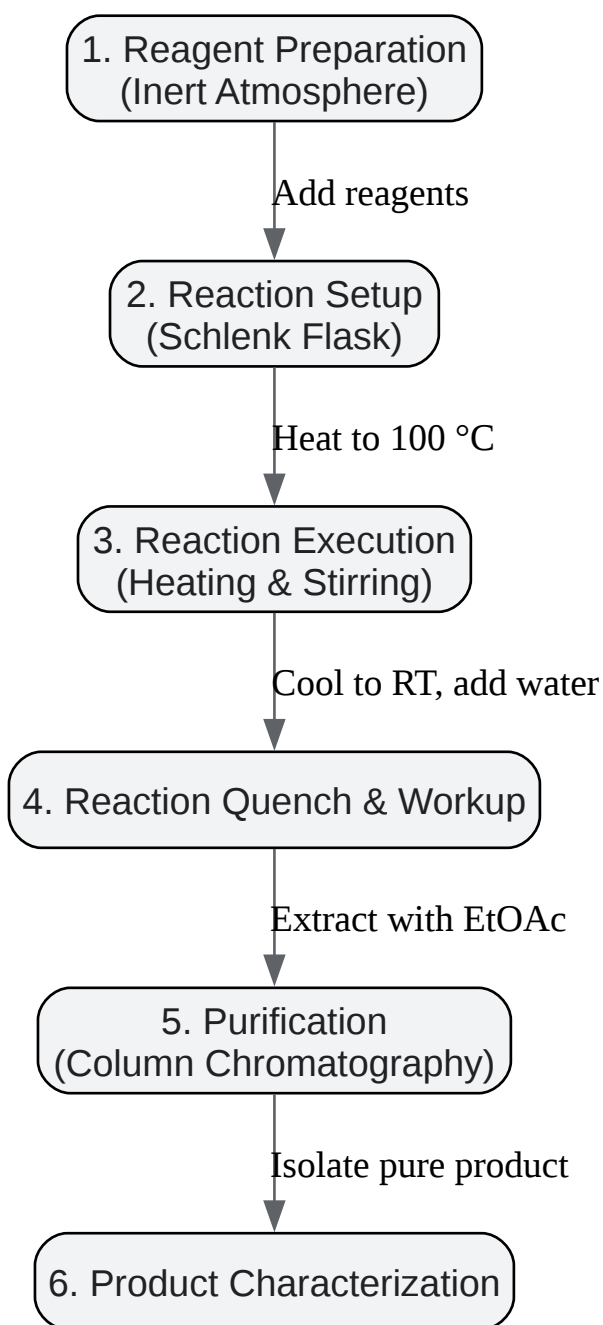 1. Reagent Preparation
(Inert Atmosphere)
Add reagents
2. Reaction Setup
(Schlenk Flask)
Heat to 100 °C
3. Reaction Execution
(Heating & Stirring)
Cool to RT, add water
4. Reaction Quench & Workup
Extract with EtOAc
5. Purification
(Column Chromatography)
Isolate pure product
6. Product Characterization